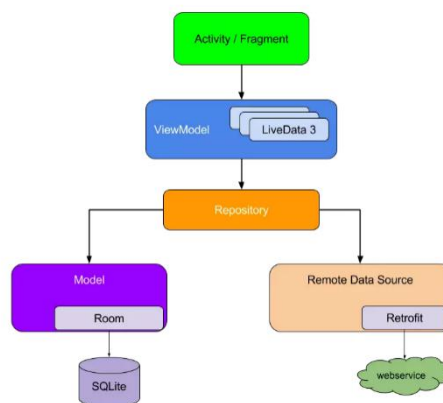 Activity / Fragment
ViewModel
LiveData 3
Repository
Model
Room
SQLite
Remote Data Source
Retrofit
webservice